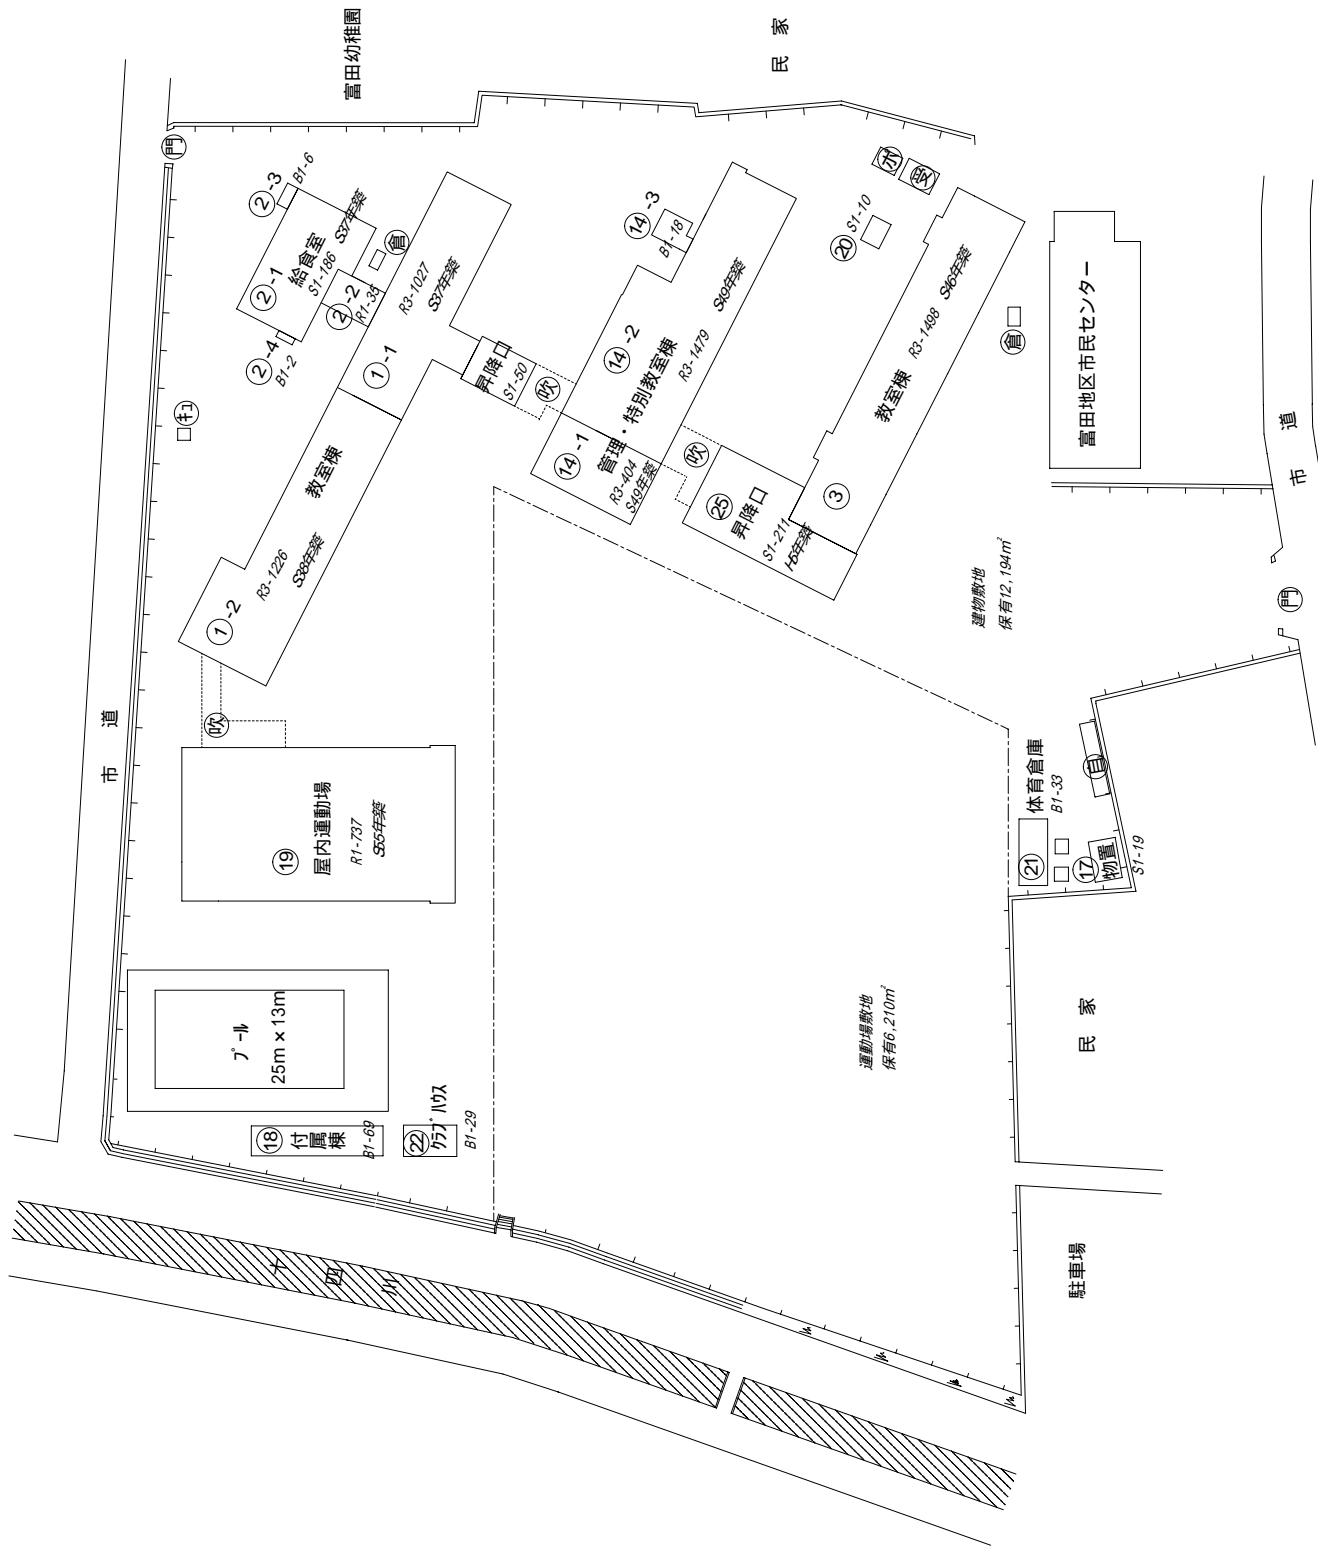 富田幼稚園
民家
市道
門
②-3
B1-6
②-1
給食室
S1-186
S37年築
②-2
R1-35
倉
②-4
B1-2
キュ
①-1
R3-1027
S37年築
教室棟
①-2
R3-1226
S38年築
昇降口
S1-50
吹
吹
⑭-3
B1-18
⑭-2
管理・特別教室棟
R3-1479
S49年築
⑭-1
R3-404
S49年築
吹
㉕
昇降口
S1-211
H5年築
ポ
受
⑳
S1-10
③
教室棟
R3-1498
S46年築
倉
富田地区市民センター
市道
門
建物敷地
保有12,194㎡
⑲
屋内運動場
R1-737
S55年築
プール
25m×13m
⑱
付属棟
B1-69
㉒
クラブハウス
B1-29
運動場敷地
保有6,210㎡
㉑
体育倉庫
B1-33
自
⑰
物置
S1-19
民家
駐車場
十四川